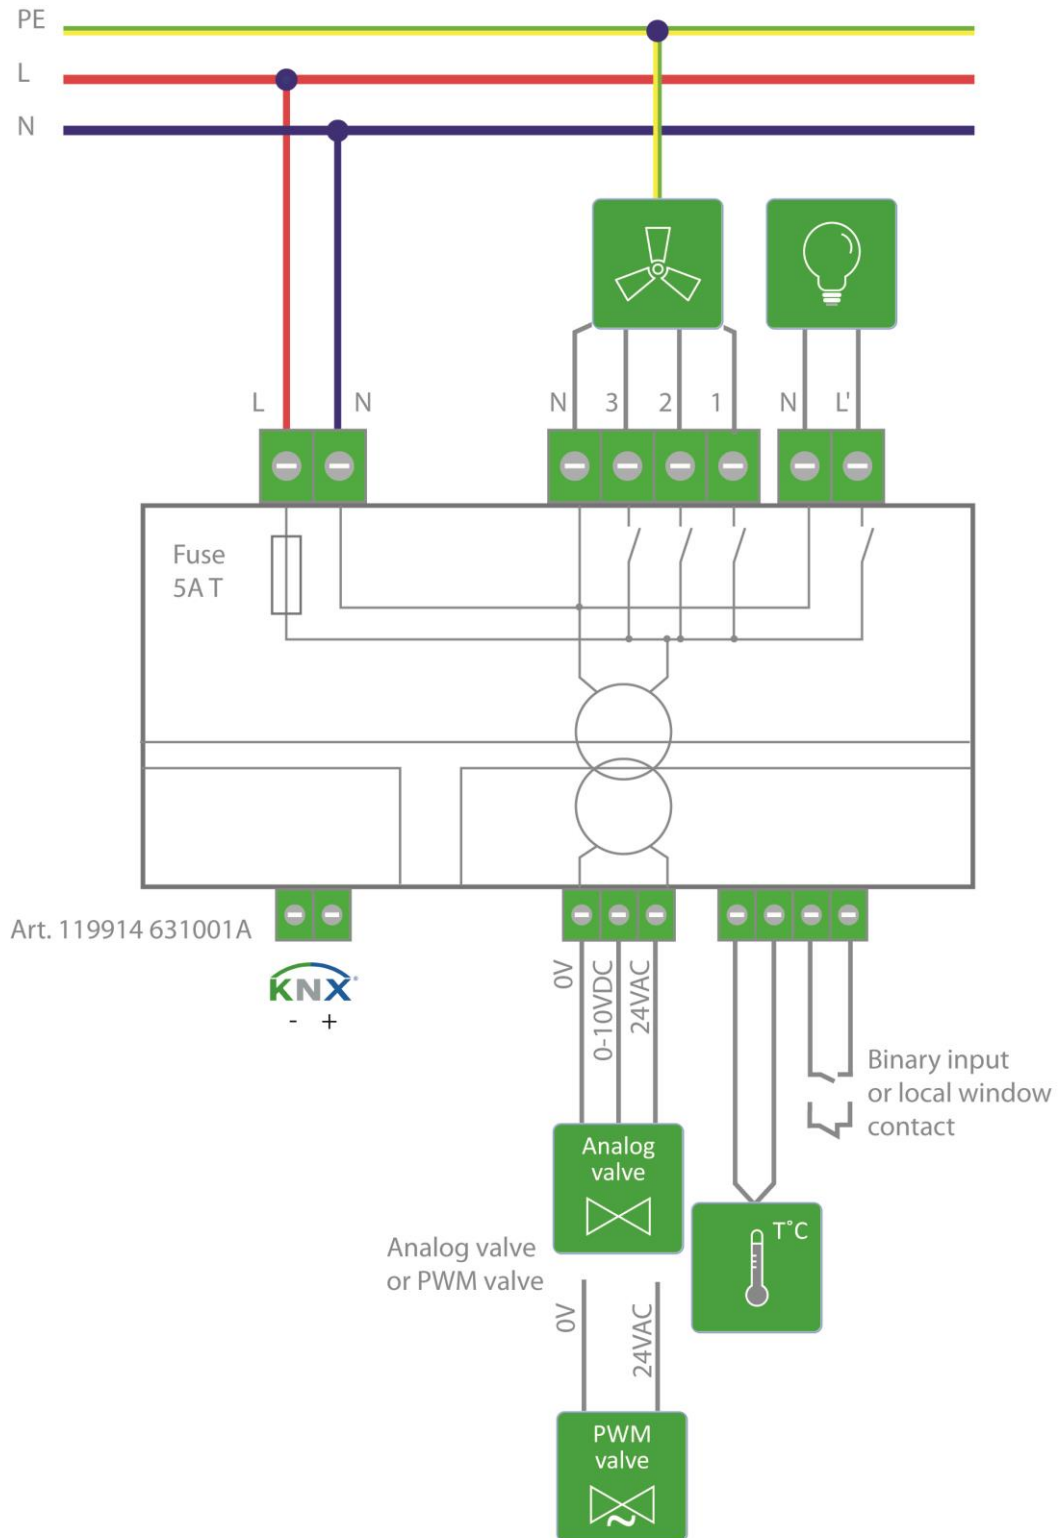 PE
L
N
L
N
N
3
2
1
N
L'
Fuse
5A T
Art. 119914 631001A
KNX®
- +
0V
0-10VDC
24VAC
Binary input
or local window
contact
Analog
valve
T°C
Analog valve
or PWM valve
0V
24VAC
PWM
valve